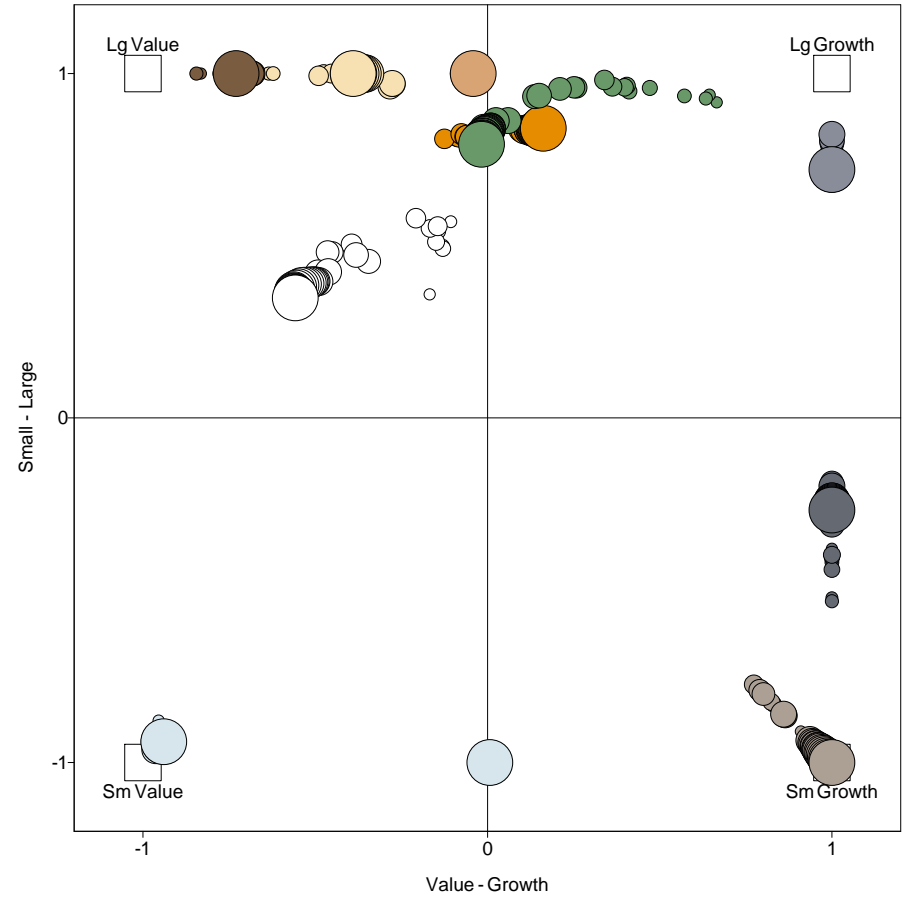 Lg Value
Lg Growth
1
Small - Large
0
-1
Sm Value
Sm Growth
-1
0
1
Value - Growth